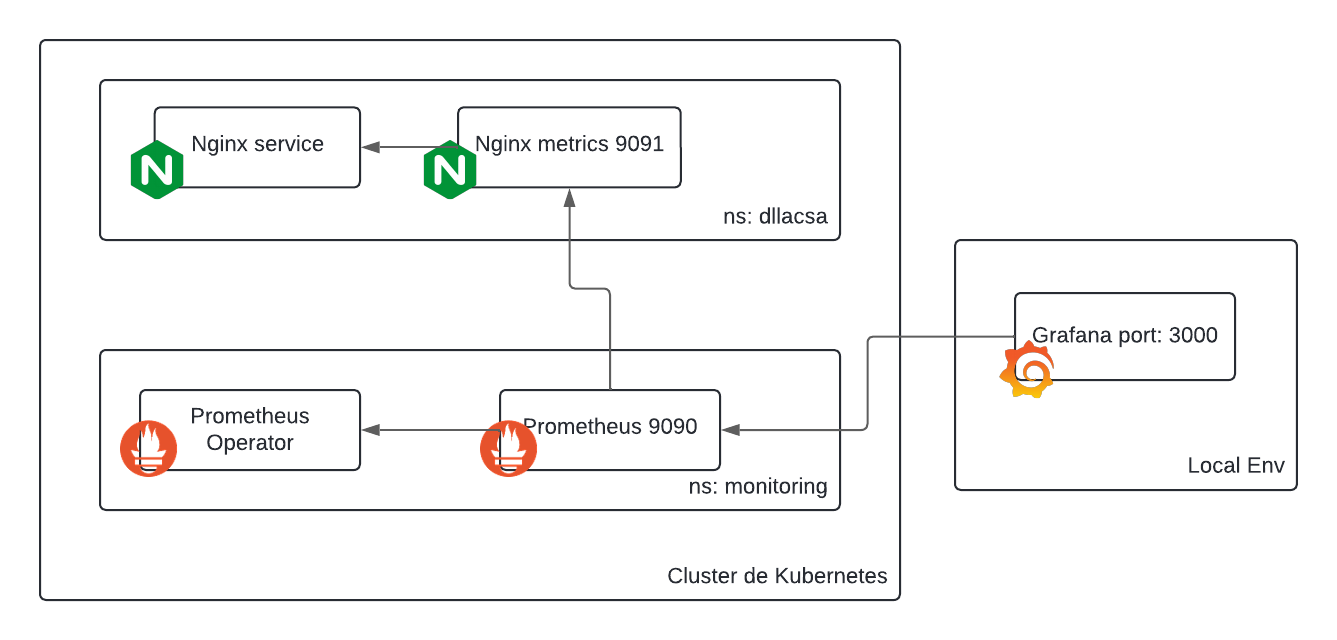 Nginx service
Nginx metrics 9091
ns: dllacsa
Grafana port: 3000
Local Env
Prometheus
Operator
Prometheus 9090
ns: monitoring
Cluster de Kubernetes